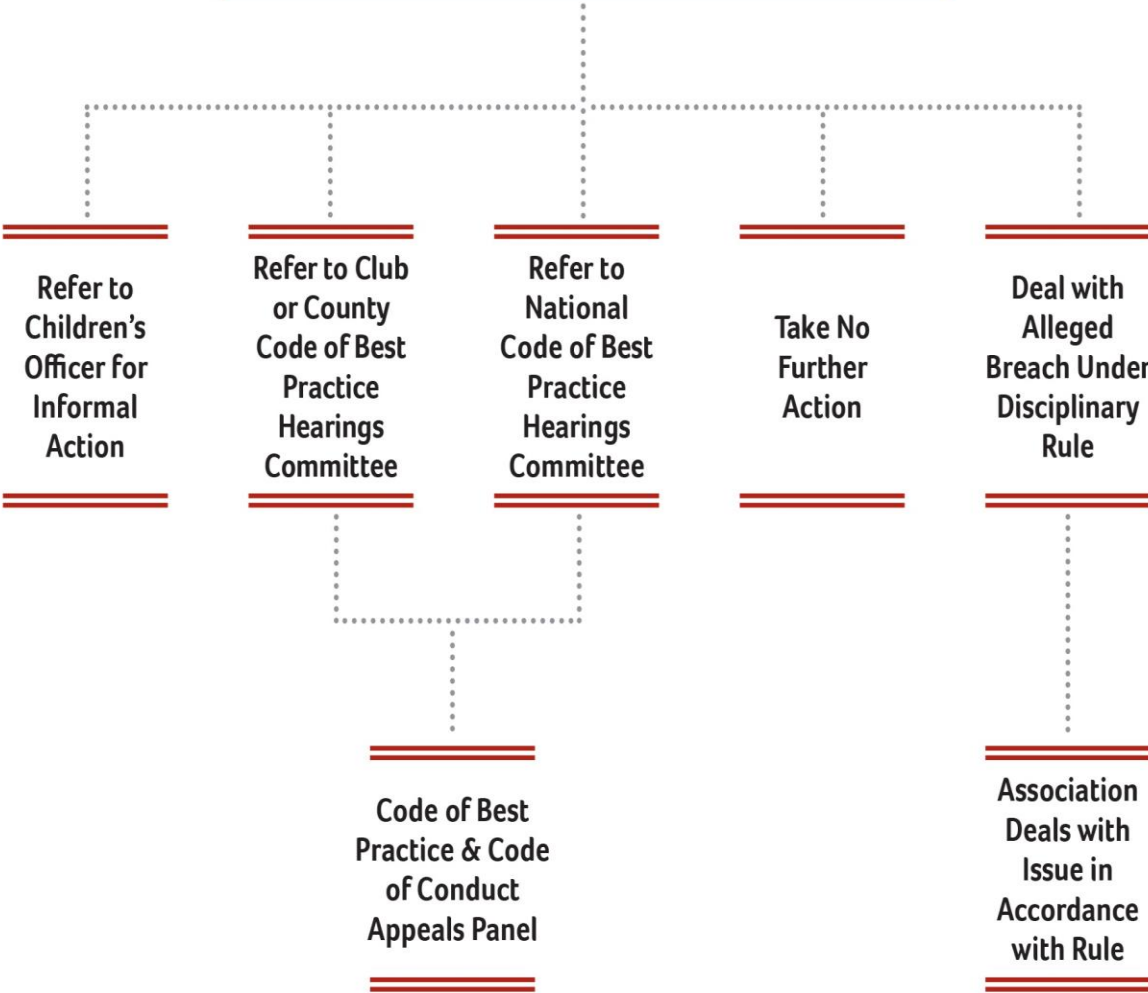 Refer to
Children’s
Officer for
Informal
Action
Refer to Club
or County
Code of Best
Practice
Hearings
Committee
Refer to
National
Code of Best
Practice
Hearings
Committee
Take No
Further
Action
Deal with
Alleged
Breach Under
Disciplinary
Rule
Code of Best
Practice & Code
of Conduct
Appeals Panel
Association
Deals with
Issue in
Accordance
with Rule